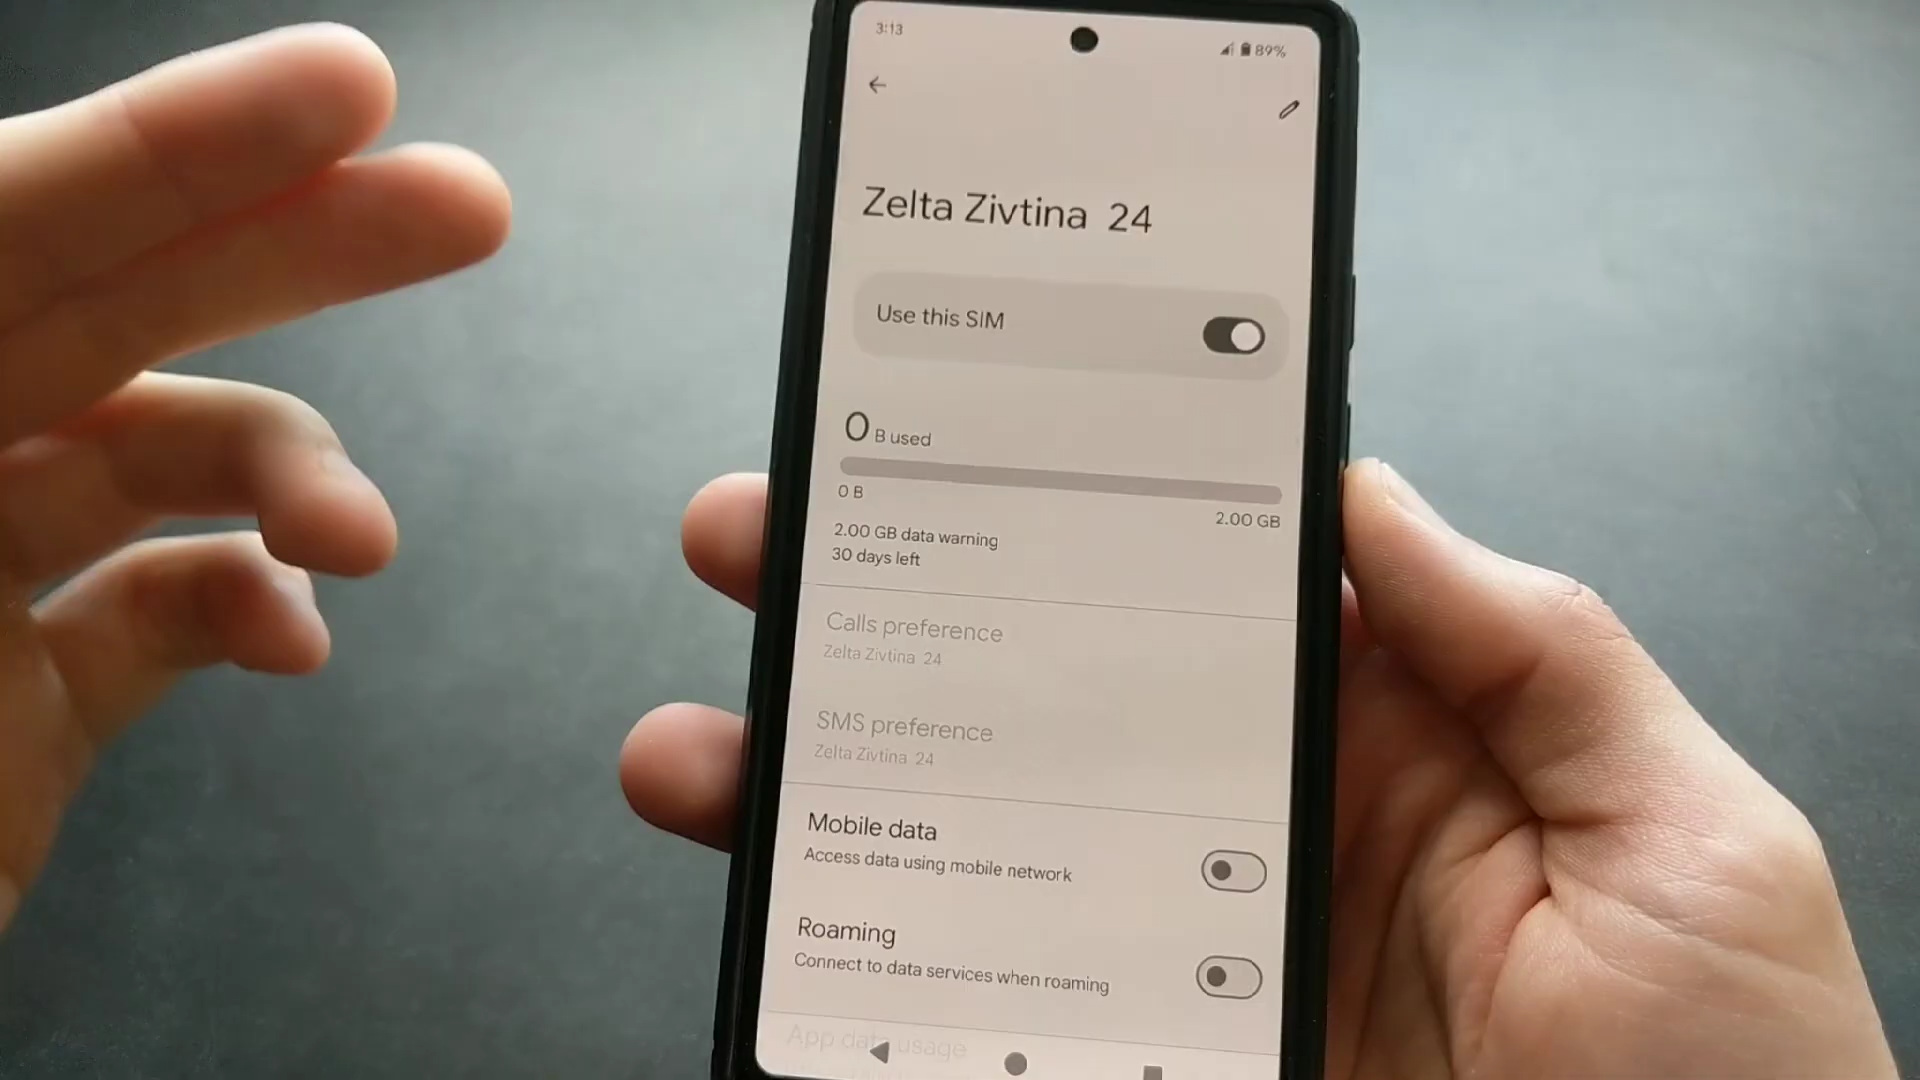 3:13
89%
Zelta Zivtina 24
Use this SIM
0 B used
0 B
2.00 GB
2.00 GB data warning
30 days left
Calls preference
Zelta Zivtina 24
SMS preference
Zelta Zivtina 24
Mobile data
Access data using mobile network
Roaming
Connect to data services when roaming
App data usage